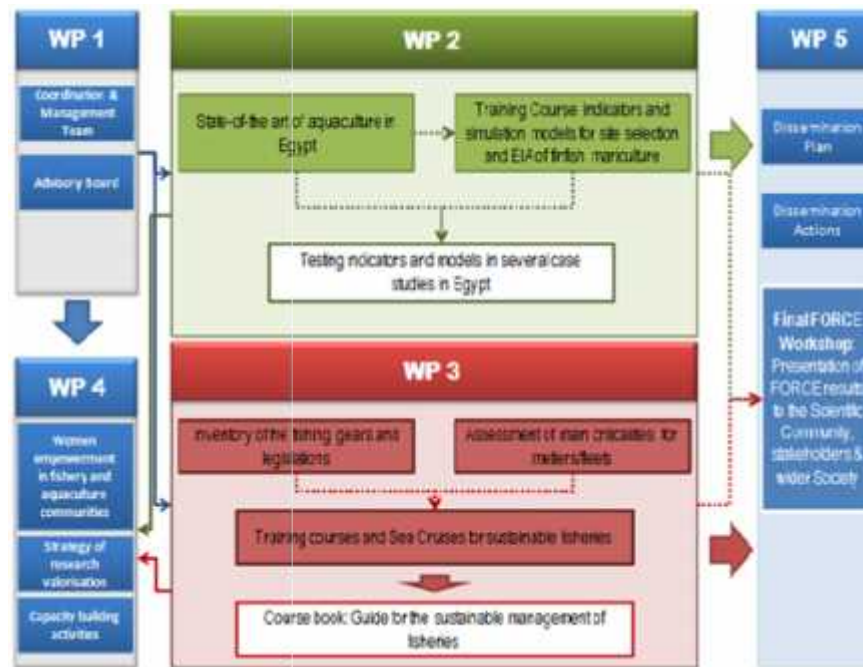 WP 1
Coordination &
Management
Team
Advisory Board
WP 2
State-of-the art of aquaculture in
Egypt
Training Course indicators and
simulation models for site selection
and EIA of finfish mariculture
Testing indicators and models in several case
studies in Egypt
WP 3
Inventory of the fishing gears and
legislations
Assessment of main criticalities for
metiers/fleets
Training courses and Sea Cruises for sustainable fisheries
Course book: Guide for the sustainable management of
fisheries
WP 4
Women
empowerment
in fishery and
aquaculture
communities
Strategy of
research
valorisation
Capacity building
activities
WP 5
Dissemination
Plan
Dissemination
Actions
Final FORCE
Workshop:
Presentation of
FORCE results
to the Scientific
Community,
stakeholders &
wider Society